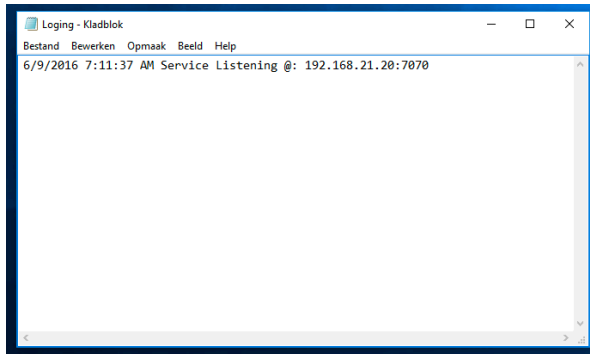 Loging - Kladblok
Bestand Bewerken Opmaak Beeld Help
6/9/2016 7:11:37 AM Service Listening @: 192.168.21.20:7070